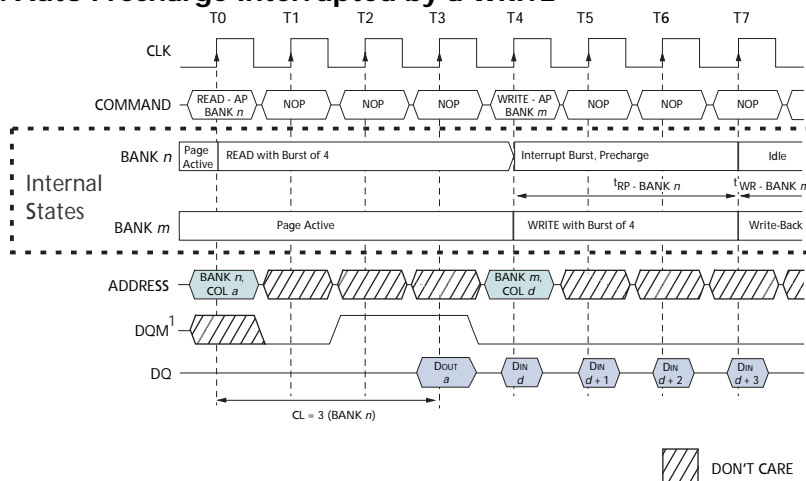 Auto Precharge Interrupted by a WRITE
T0 T1 T2 T3 T4 T5 T6 T7
CLK
COMMAND READ - AP BANK n NOP NOP NOP WRITE - AP BANK m NOP NOP NOP
BANK n Page Active READ with Burst of 4 Interrupt Burst, Precharge Idle
Internal States
tRP - BANK n tWR - BANK m
BANK m Page Active WRITE with Burst of 4 Write-Back
ADDRESS BANK n, COL a BANK m, COL d
DQM1
DQ DOUT a DIN d DIN d + 1 DIN d + 2 DIN d + 3
CL = 3 (BANK n)
DON'T CARE